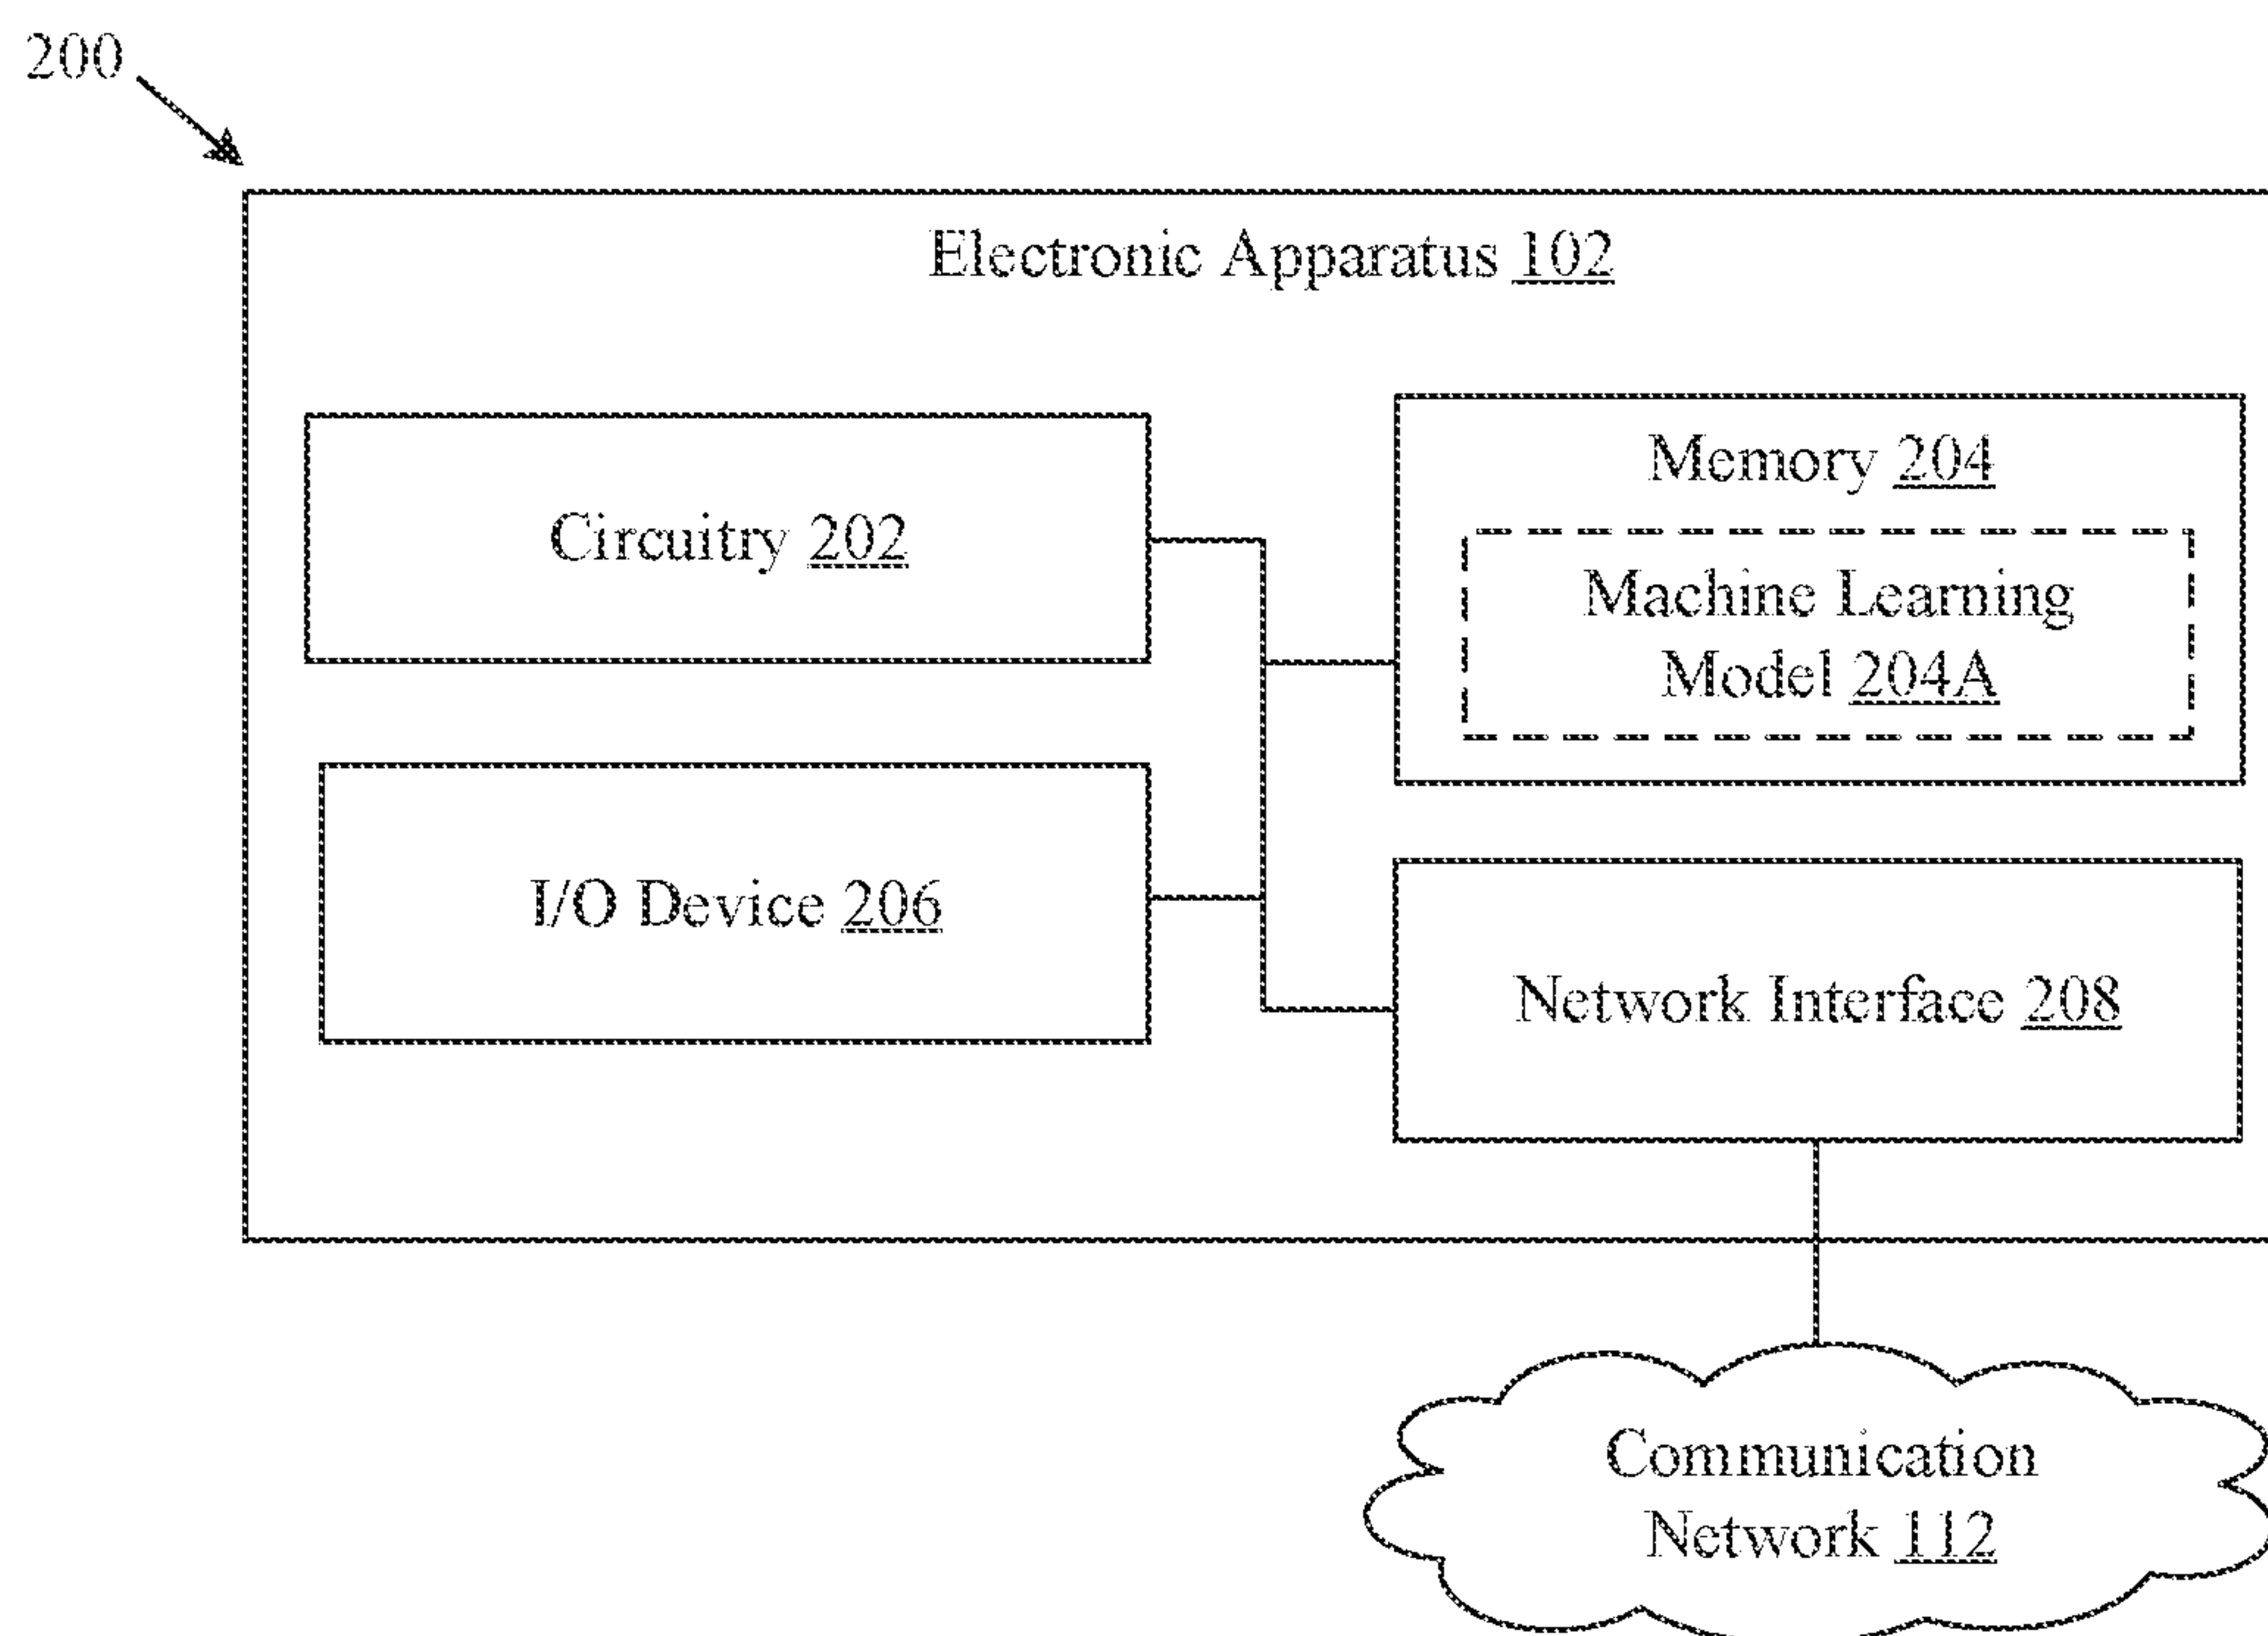 200
Electronic Apparatus 102
Circuitry 202
Memory 204
Machine Learning
Model 204A
I/O Device 206
Network Interface 208
Communication
Network 112